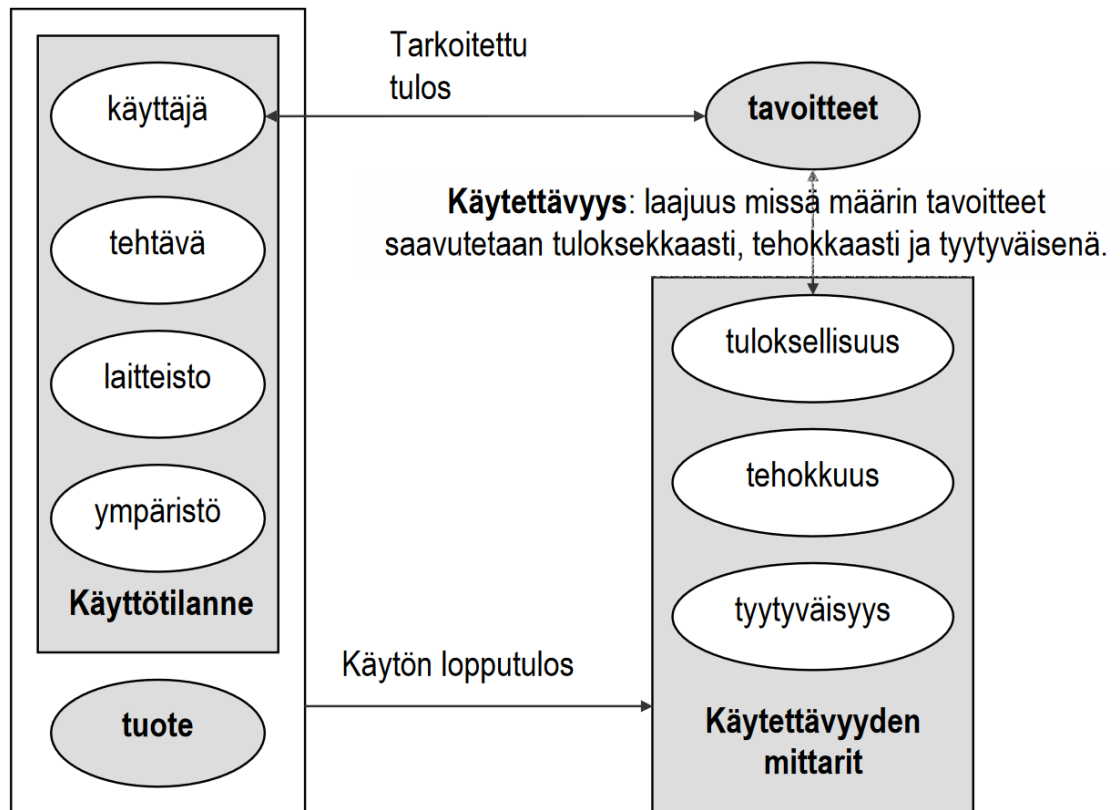 käyttäjä
tehtävä
laitteisto
ympäristö
Käyttötilanne
tuote
Tarkoitettu
tulos
tavoitteet
Käytettävyys: laajuus missä määrin tavoitteet
saavutetaan tuloksekkaasti, tehokkaasti ja tyytyväisenä.
tuloksellisuus
tehokkuus
tyytyväisyys
Käytön lopputulos
Käytettävyyden
mittarit